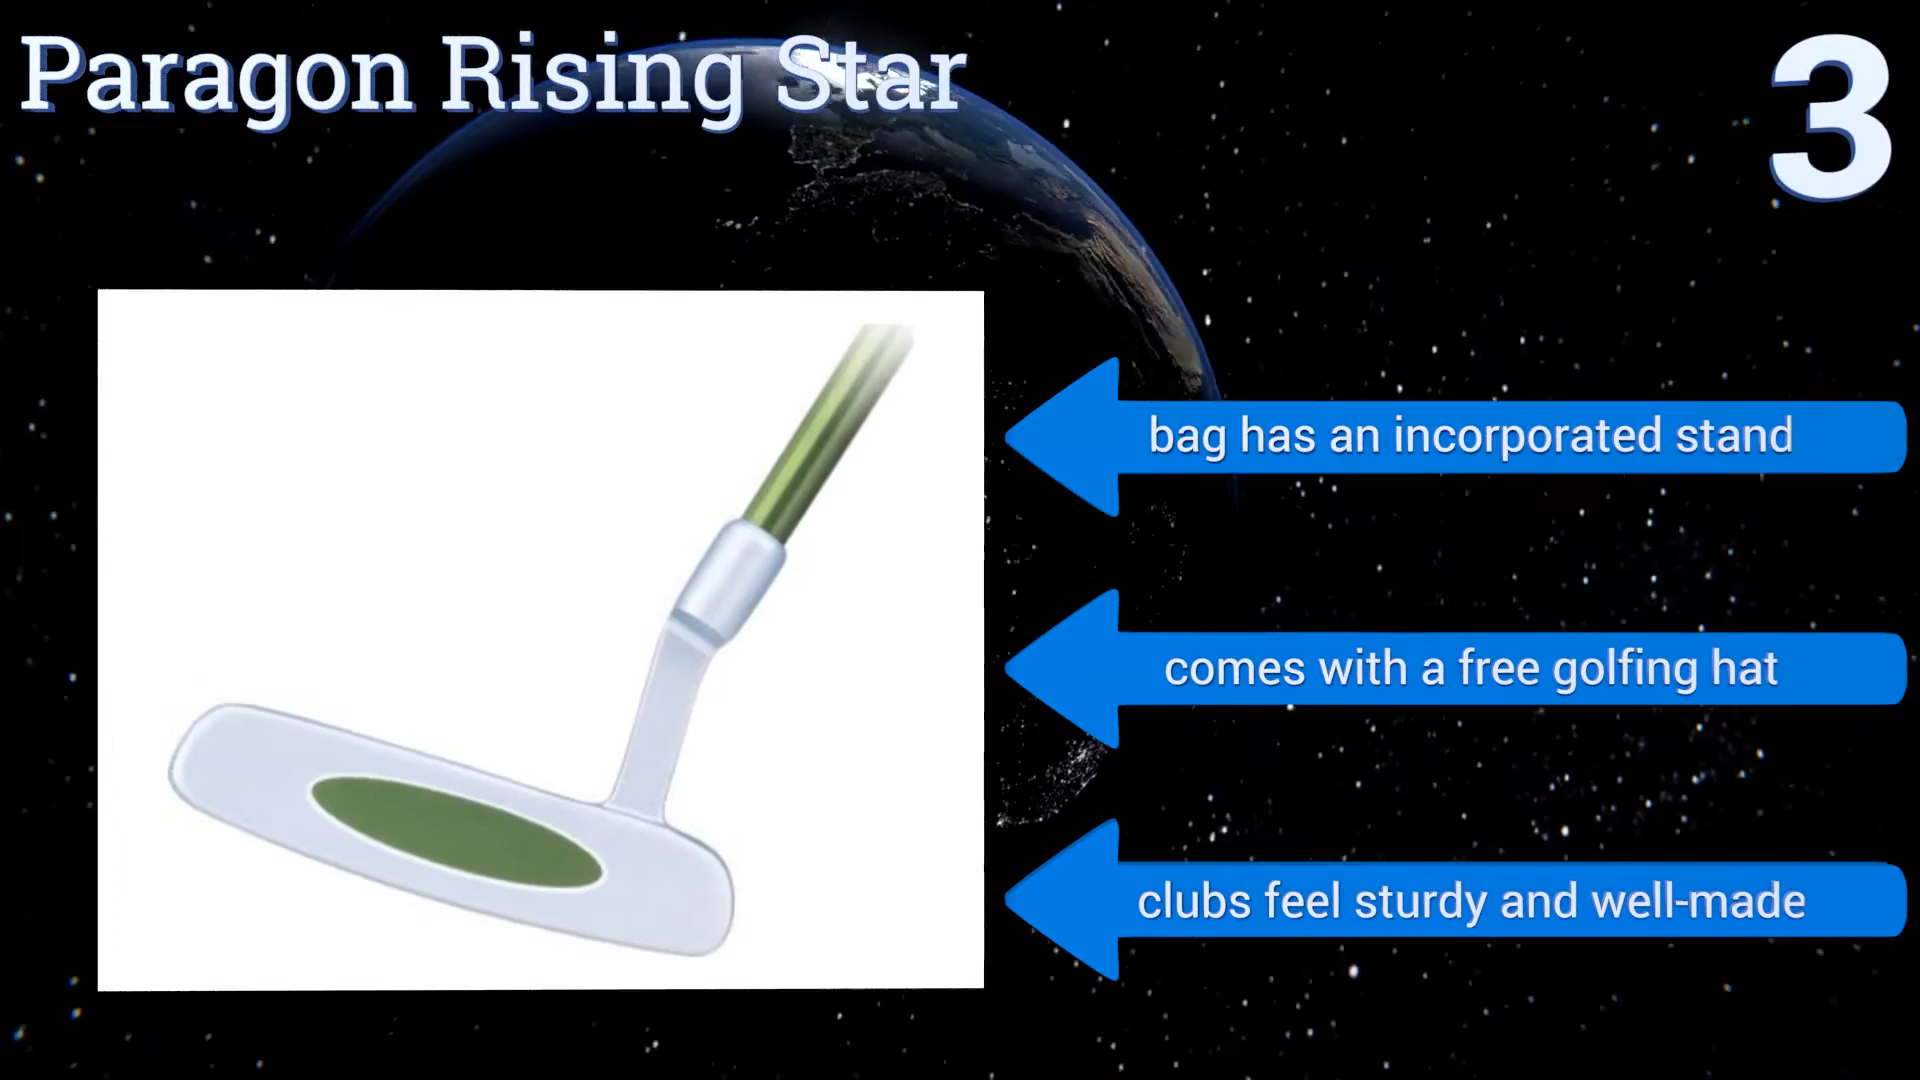 Paragon Rising Star
3
bag has an incorporated stand
comes with a free golfing hat
clubs feel sturdy and well-made